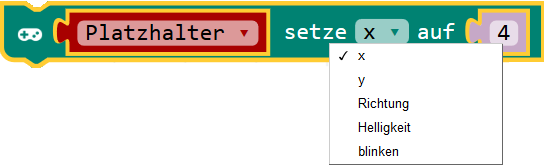 Platzhalter setze x auf 4
x
y
Richtung
Helligkeit
blinken